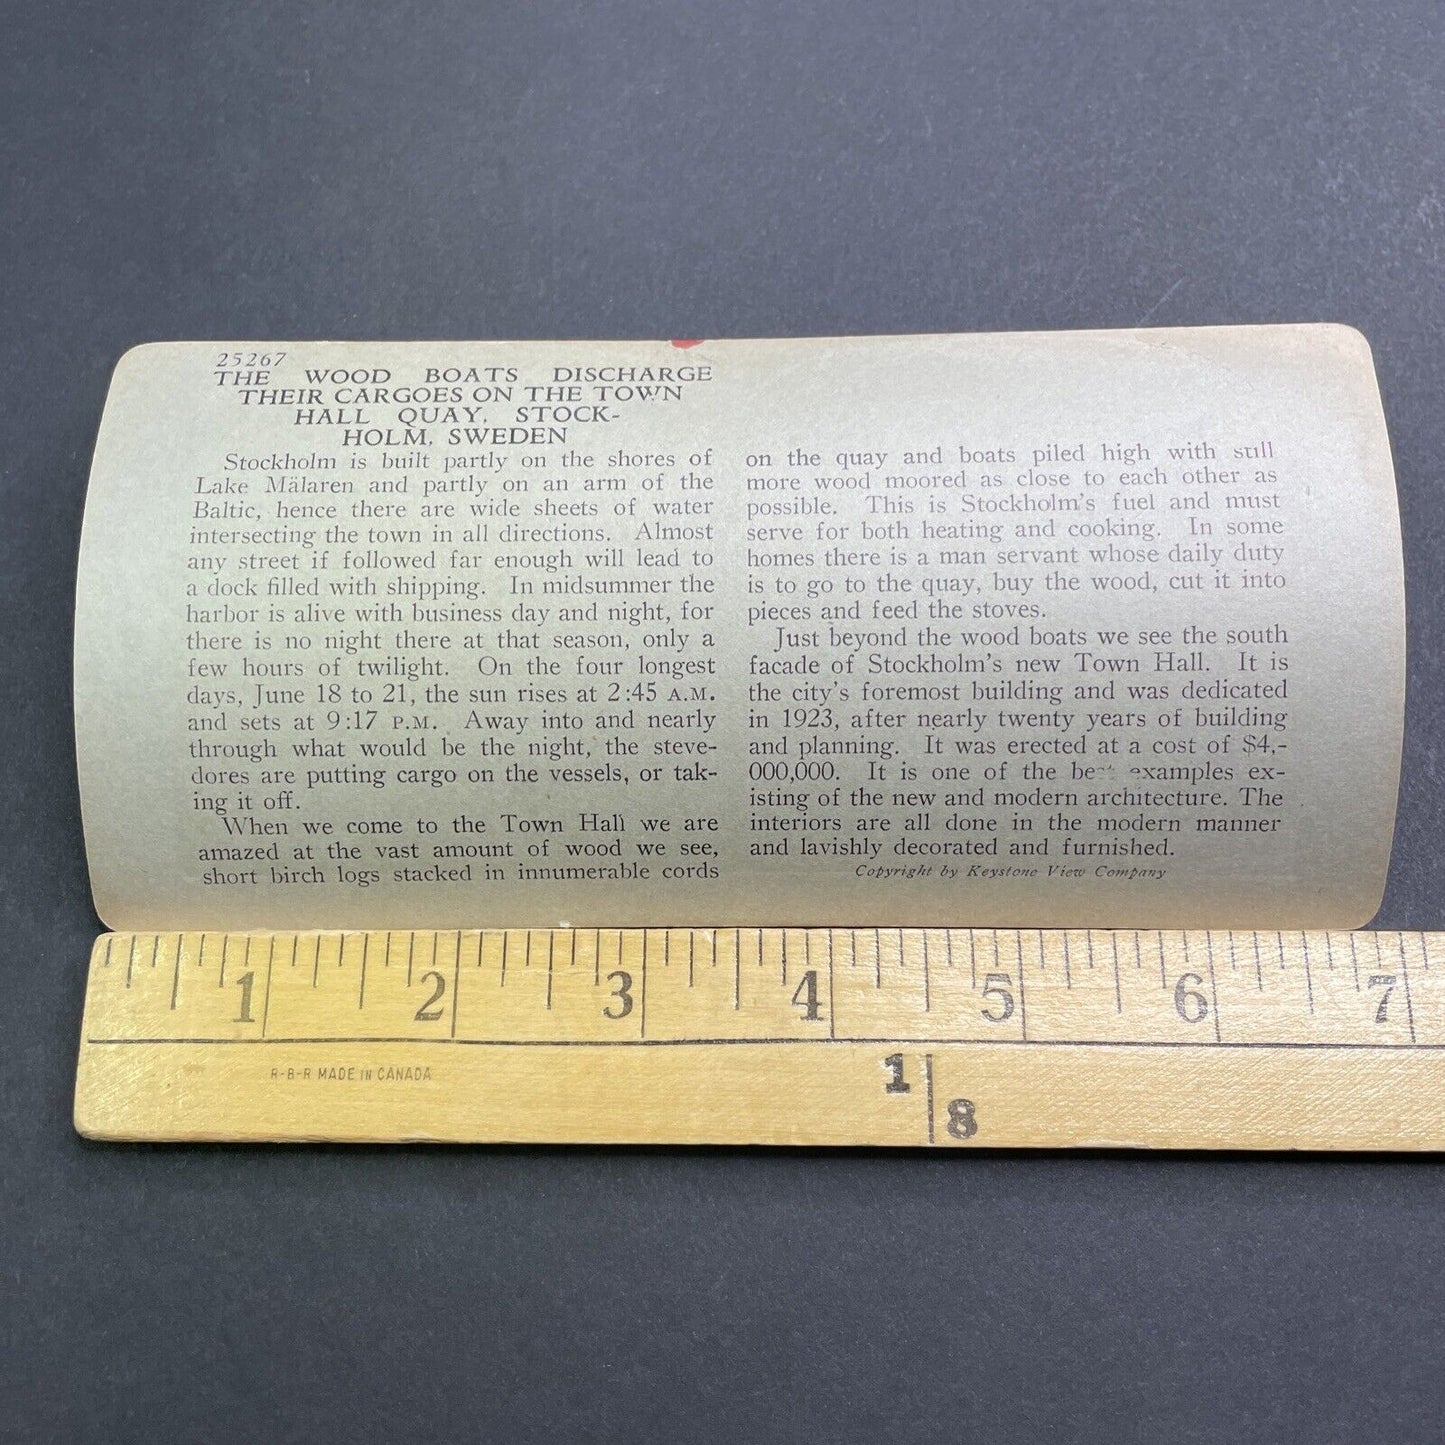 25267
THE WOOD BOATS DISCHARGE
THEIR CARGOES ON THE TOWN
HALL QUAY, STOCK-
HOLM, SWEDEN
Stockholm is built partly on the shores of
Lake Mälaren and partly on an arm of the
Baltic, hence there are wide sheets of water
intersecting the town in all directions. Almost
any street if followed far enough will lead to
a dock filled with shipping. In midsummer the
harbor is alive with business day and night, for
there is no night there at that season, only a
few hours of twilight. On the four longest
days, June 18 to 21, the sun rises at 2:45 A.M.
and sets at 9:17 P.M. Away into and nearly
through what would be the night, the steve-
dores are putting cargo on the vessels, or tak-
ing it off.
When we come to the Town Hall we are
amazed at the vast amount of wood we see,
short birch logs stacked in innumerable cords
on the quay and boats piled high with still
more wood moored as close to each other as
possible. This is Stockholm's fuel and must
serve for both heating and cooking. In some
homes there is a man servant whose daily duty
is to go to the quay, buy the wood, cut it into
pieces and feed the stoves.
Just beyond the wood boats we see the south
facade of Stockholm's new Town Hall. It is
the city's foremost building and was dedicated
in 1923, after nearly twenty years of building
and planning. It was erected at a cost of $4,-
000,000. It is one of the best examples ex-
isting of the new and modern architecture. The
interiors are all done in the modern manner
and lavishly decorated and furnished.
Copyright by Keystone View Company
1 2 3 4 5 6 7
R-B-R MADE IN CANADA
1
8